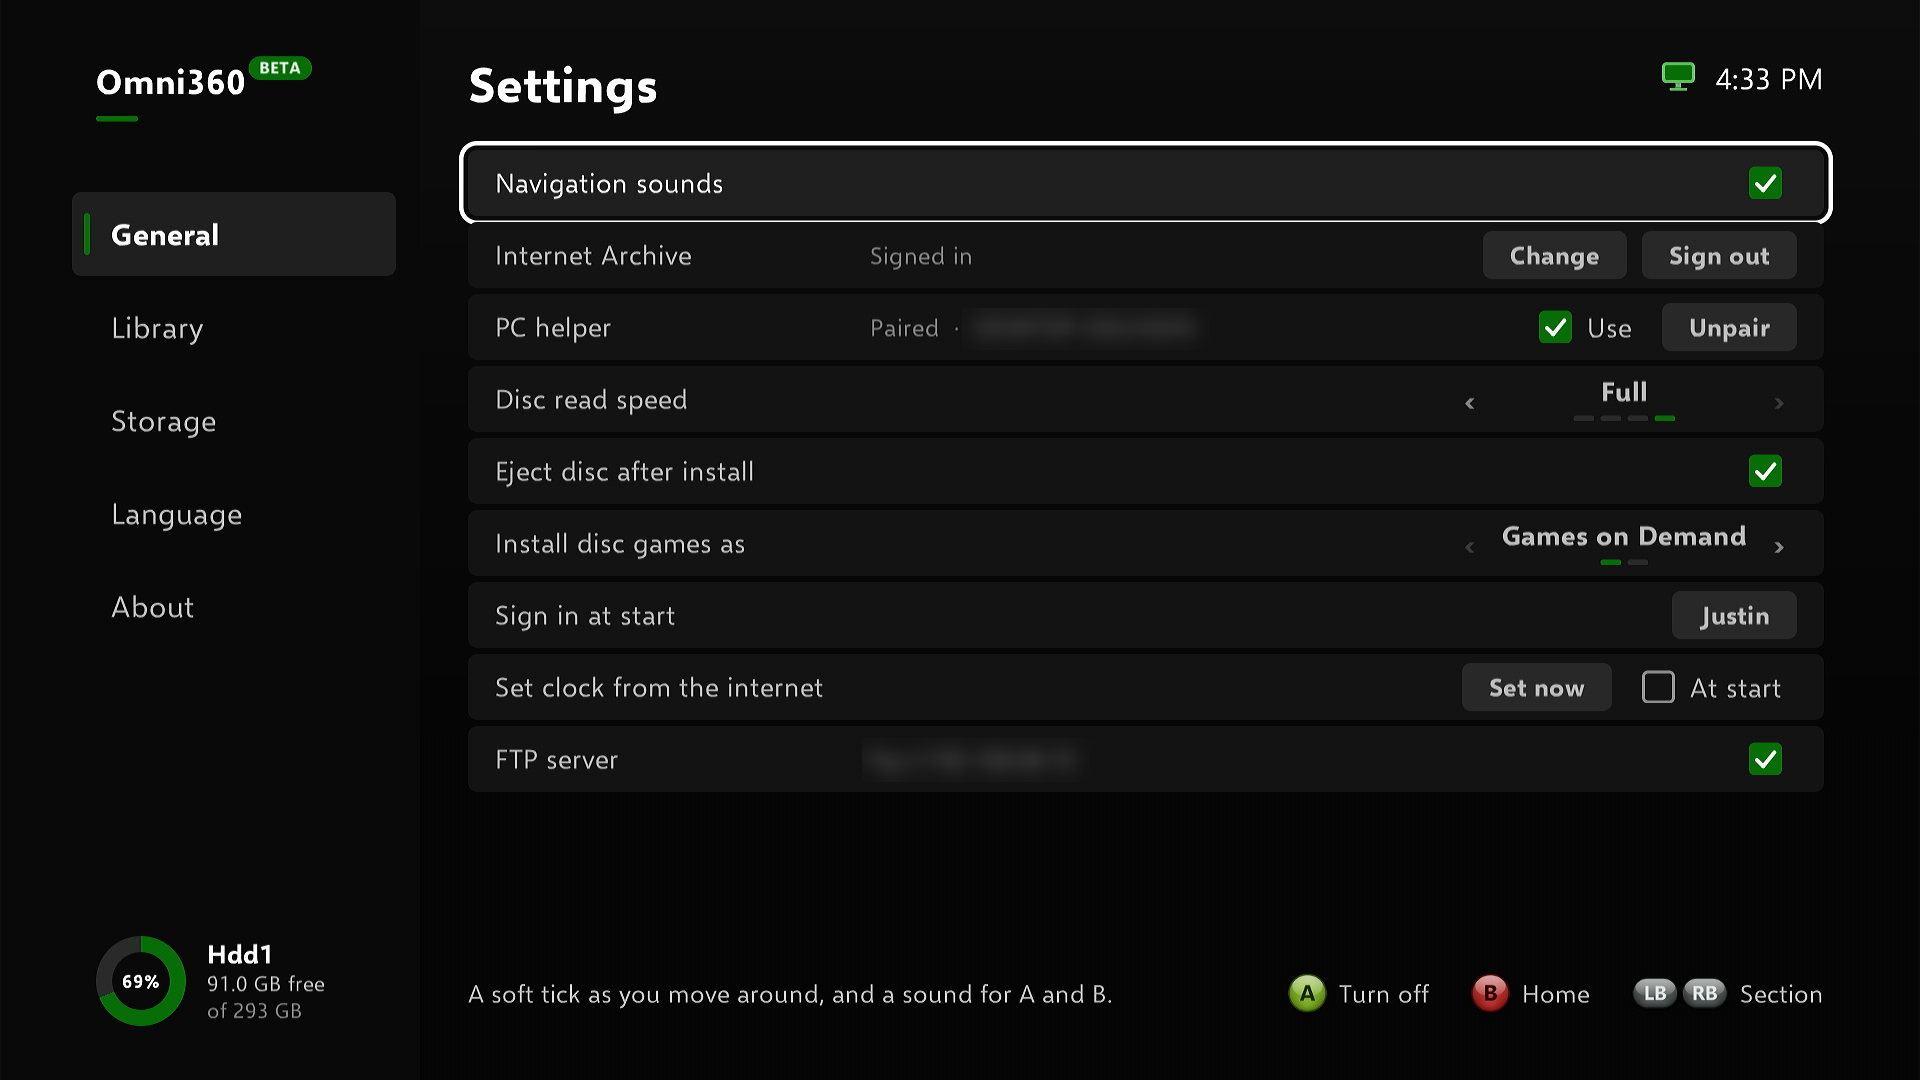 Omni360 BETA
Settings
4:33 PM
General
Library
Storage
Language
About
Navigation sounds
Internet Archive Signed in Change Sign out
PC helper Paired · Use Unpair
Disc read speed ‹ Full ›
Eject disc after install
Install disc games as ‹ Games on Demand ›
Sign in at start Justin
Set clock from the internet Set now At start
FTP server
69%
Hdd1
91.0 GB free
of 293 GB
A soft tick as you move around, and a sound for A and B.
A Turn off B Home LB RB Section